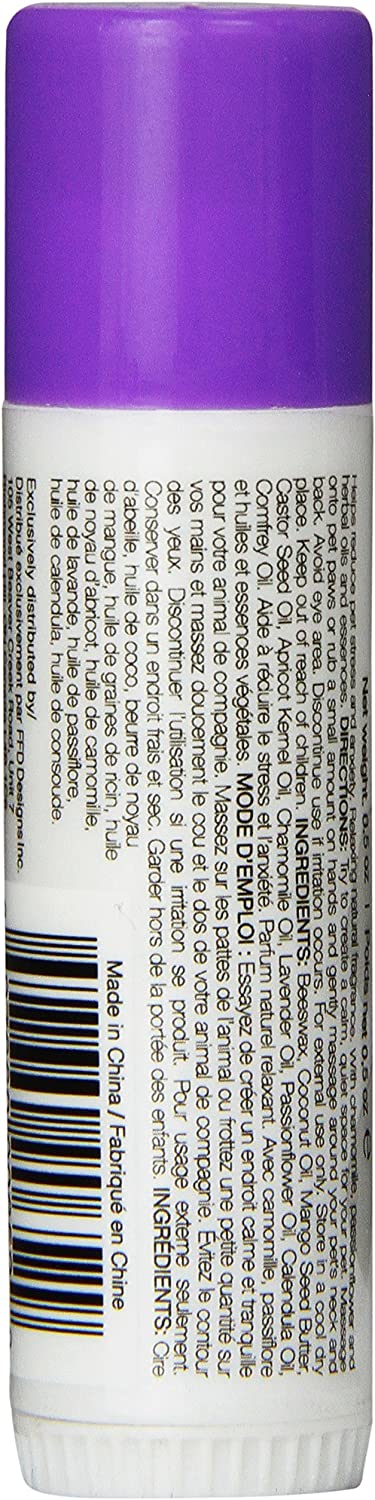 Net Weight. 0.5 oz | Poids net .5 oz
Helps reduce pet stress and anxiety. Relaxing natural fragrance. With chamomile, passionflower and
herbal oils and essences. DIRECTIONS: Try to create a calm, quiet space for your pet. Massage
onto pet paws or rub a small amount on hands and gently massage around your pet's neck and
back. Avoid eye area. Discontinue use if irritation occurs. For external use only. Store in a cool dry
place. Keep out of reach of children. INGREDIENTS: Beeswax, Coconut Oil, Mango Seed Butter,
Castor Seed Oil, Apricot Kernel Oil, Chamomile Oil, Lavender Oil, Passionflower Oil, Calendula Oil,
Comfrey Oil. Aide à réduire le stress et l'anxiété. Parfum naturel relaxant. Avec camomille, passiflore
et huiles et essences végétales. MODE D'EMPLOI : Essayez de créer un endroit calme et tranquille
pour votre animal de compagnie. Massez sur les pattes de l'animal ou frottez une petite quantité sur
vos mains et massez doucement le cou et le dos de votre animal de compagnie. Évitez le contour
des yeux. Discontinuer l'utilisation si une irritation se produit. Pour usage externe seulement.
Conserver dans un endroit frais et sec. Garder hors de la portée des enfants. INGRÉDIENTS: Cire
d'abeille, huile de coco, beurre de noyau
de mangue, huile de graines de ricin, huile
de noyau d'abricot, huile de camomille,
huile de lavande, huile de passiflore,
huile de calendula, huile de consoude.
Exclusively distributed by/
Distribué exclusivement par FFD Designs Inc.
105 West Beaver Creek Road, Unit 7
Made in China / Fabriqué en Chine